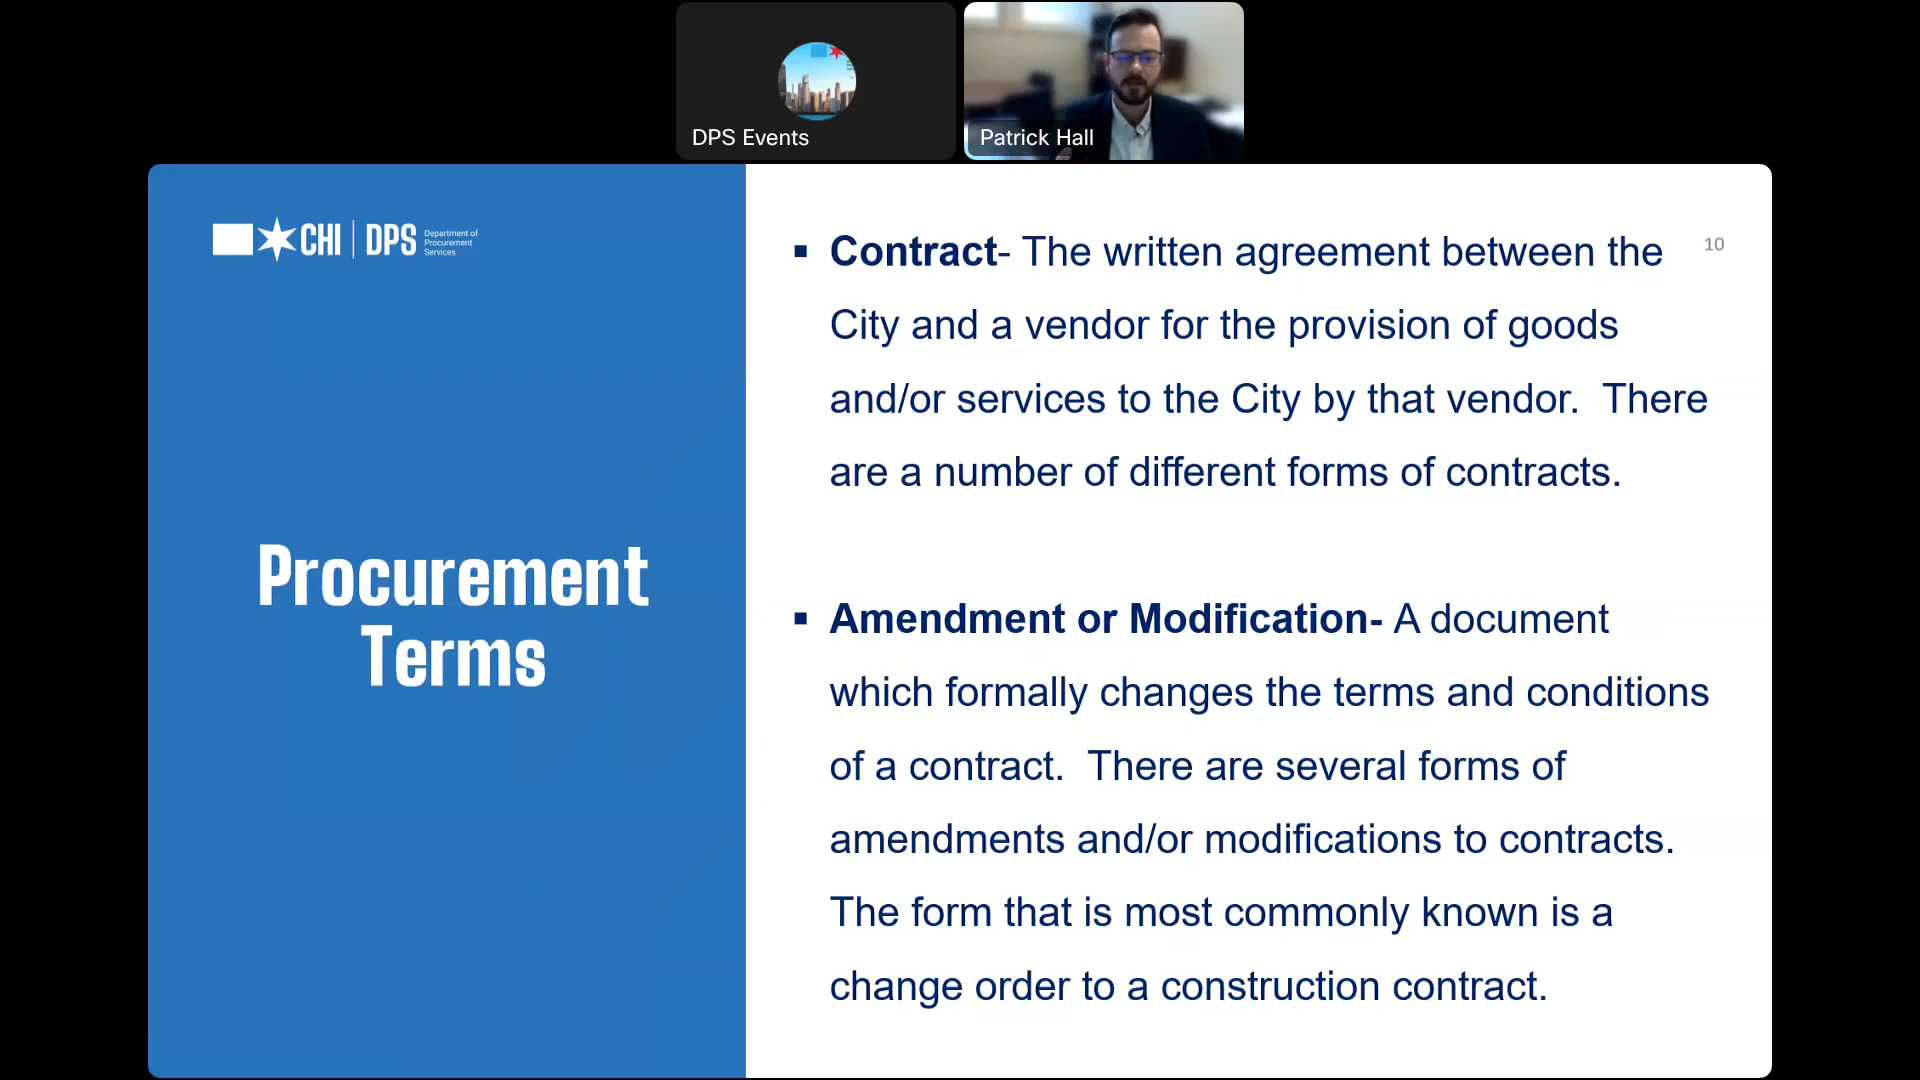 DPS Events
Patrick Hall
CHI DPS Department of
Procurement
Services
Procurement
Terms
10
▪ Contract- The written agreement between the
City and a vendor for the provision of goods
and/or services to the City by that vendor.  There
are a number of different forms of contracts.
▪ Amendment or Modification- A document
which formally changes the terms and conditions
of a contract.  There are several forms of
amendments and/or modifications to contracts.
The form that is most commonly known is a
change order to a construction contract.